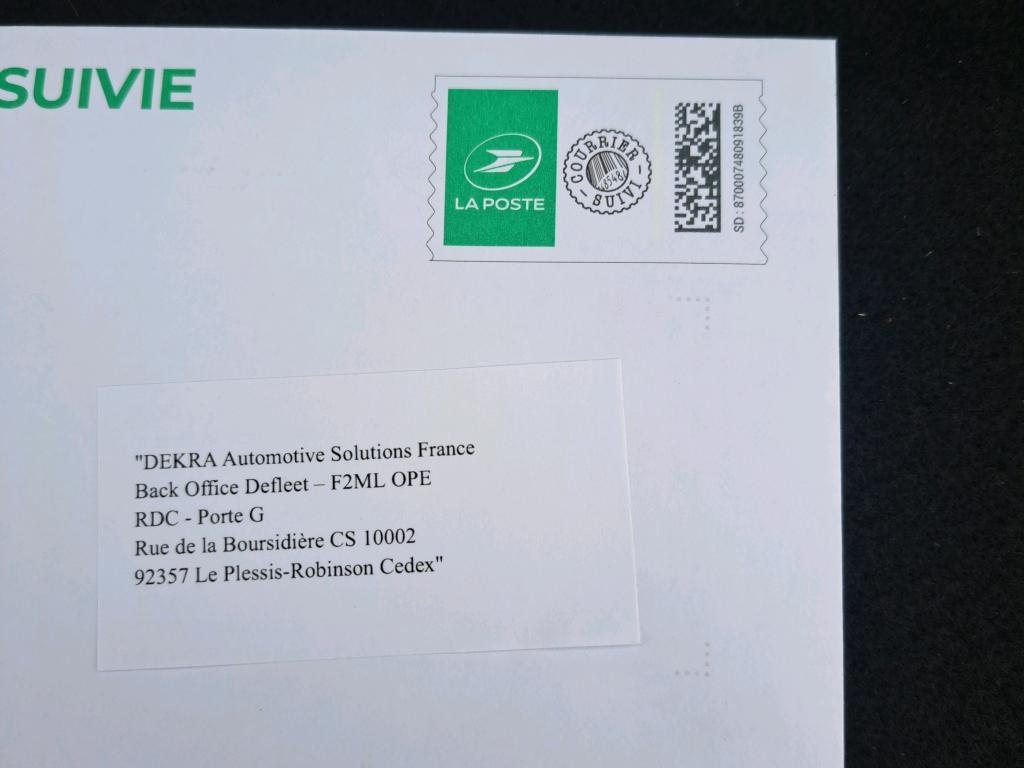 SUIVIE
LA POSTE
COURRIER
SUIVI
SD : 87000748091839B
"DEKRA Automotive Solutions France
Back Office Defleet – F2ML OPE
RDC - Porte G
Rue de la Boursidière CS 10002
92357 Le Plessis-Robinson Cedex"